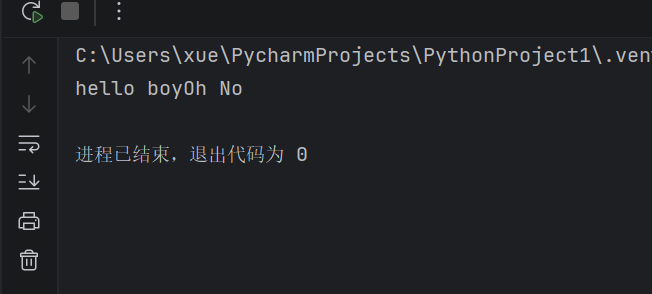 C:\Users\xue\PycharmProjects\PythonProject1\.ven
hello boyOh No
进程已结束，退出代码为 0